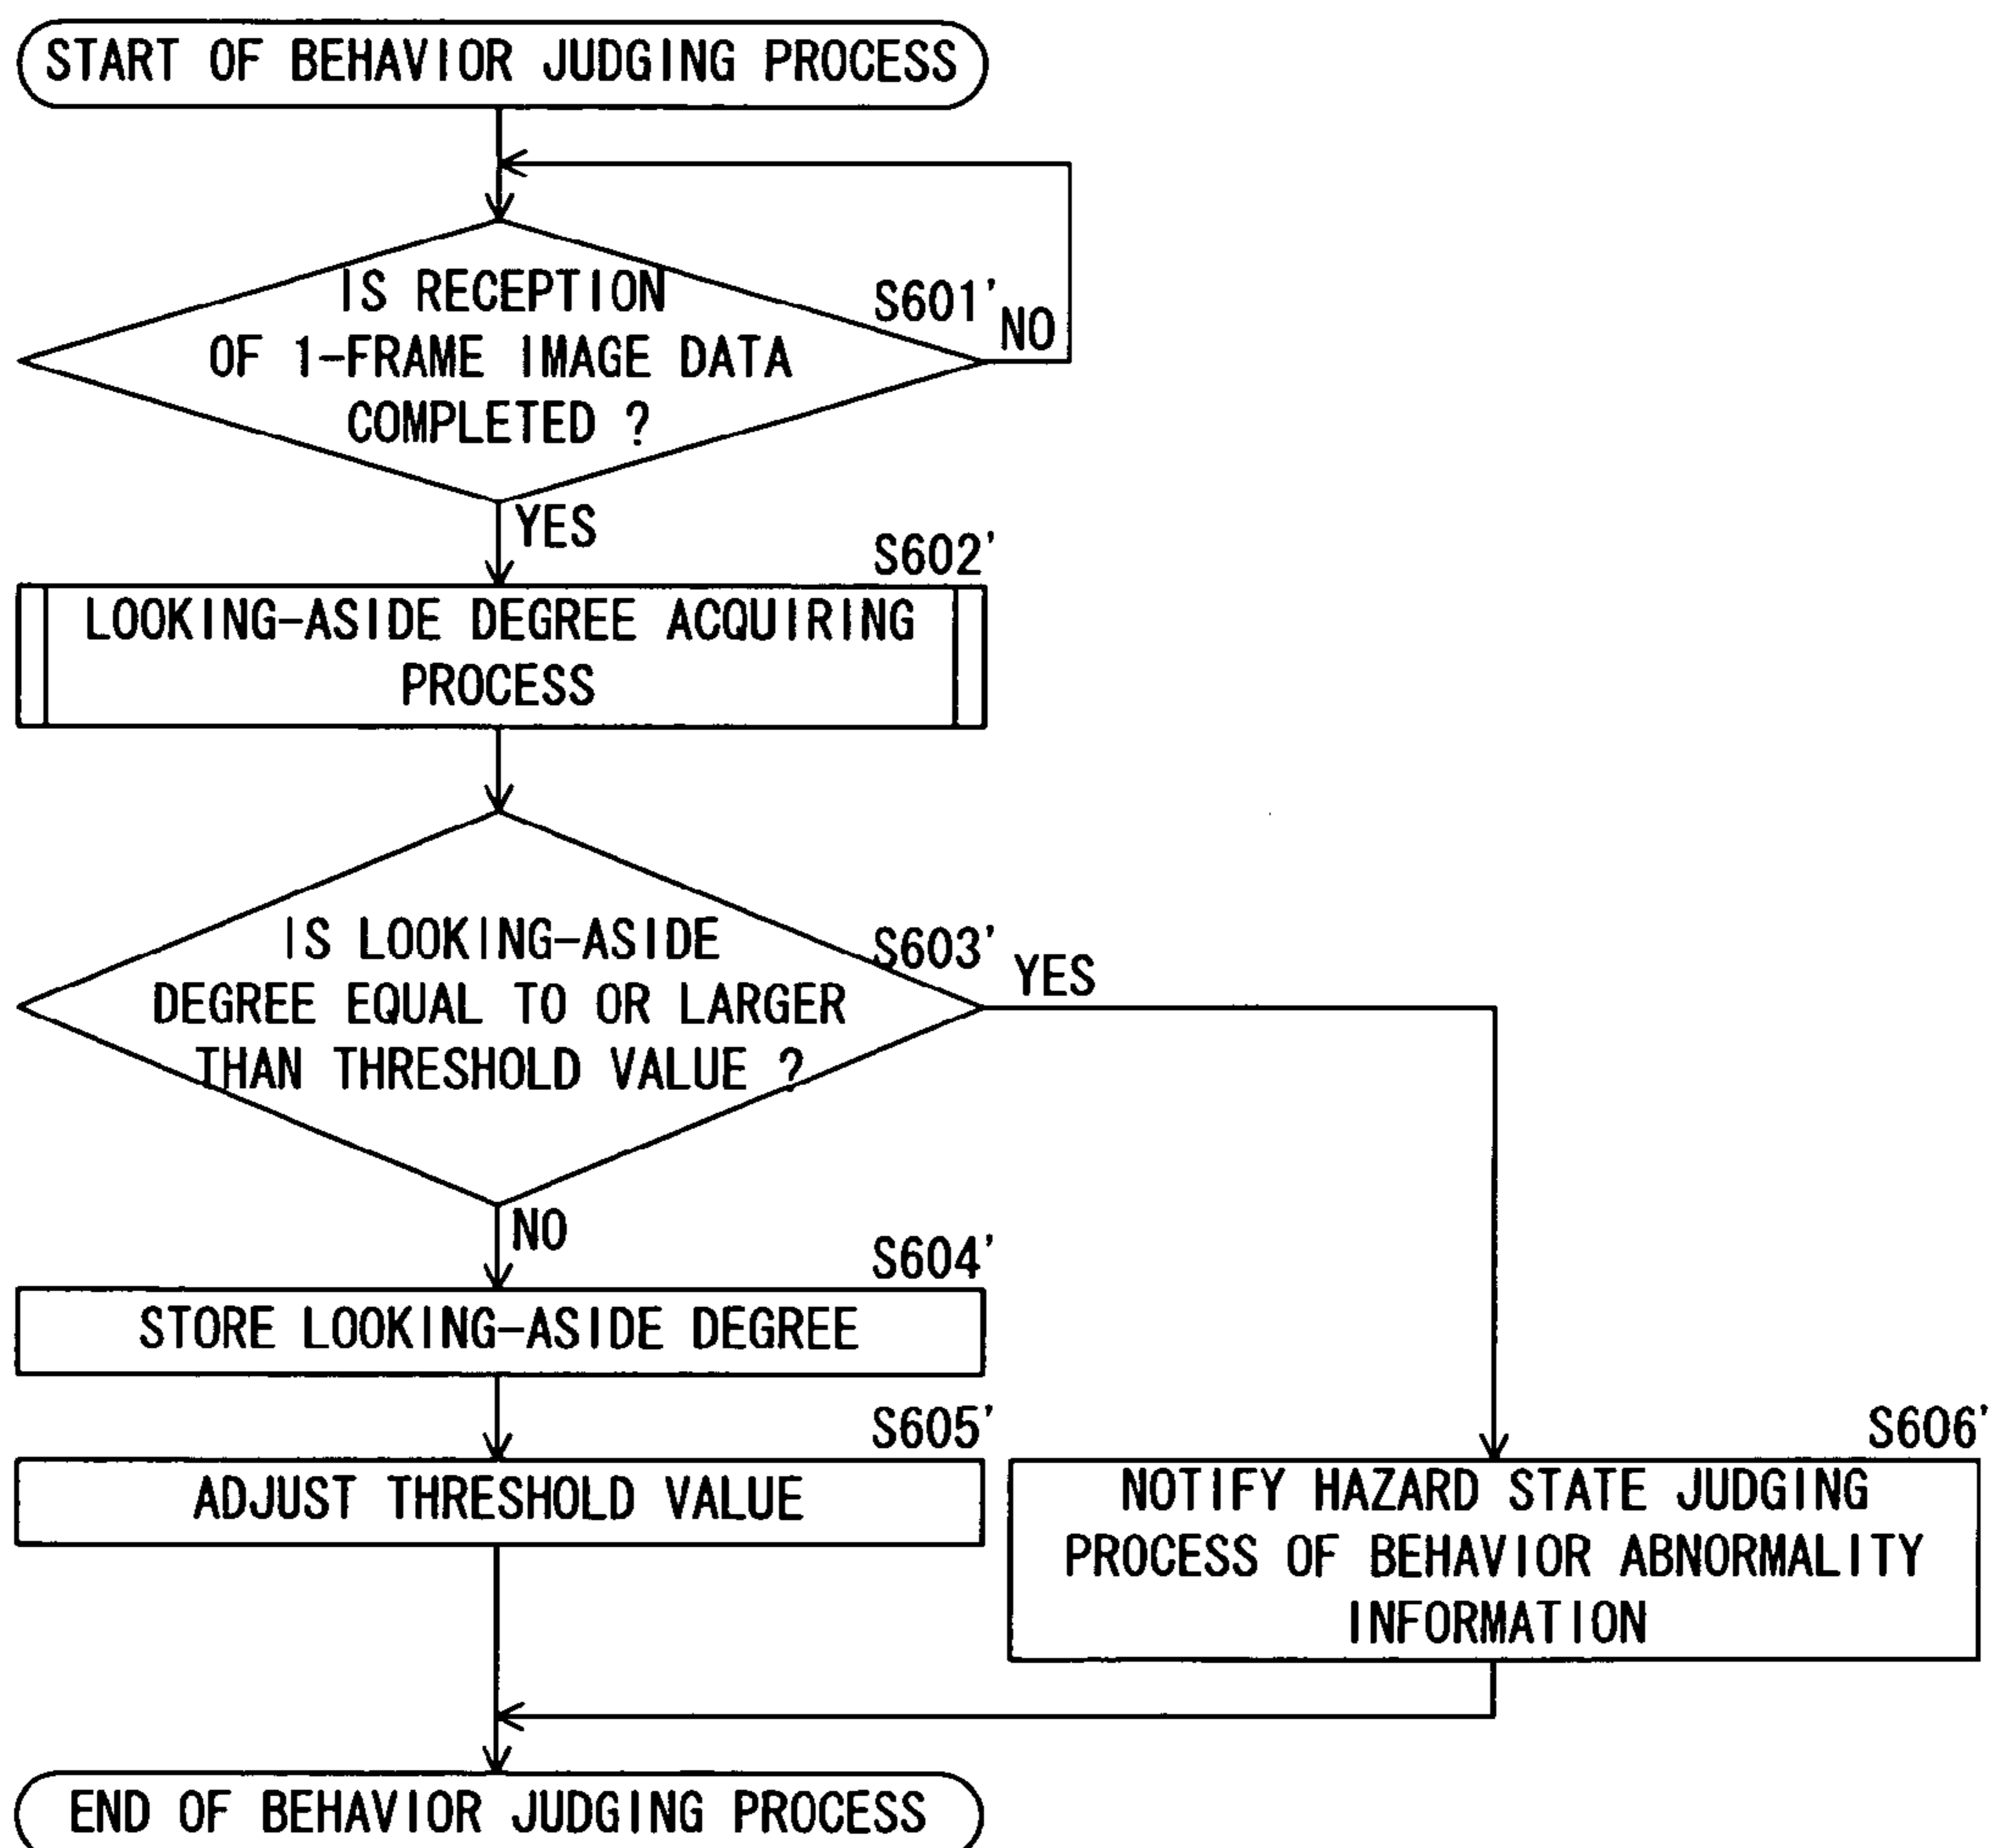 START OF BEHAVIOR JUDGING PROCESS
IS RECEPTION
OF 1-FRAME IMAGE DATA
COMPLETED ?
S601'
NO
YES
S602'
LOOKING-ASIDE DEGREE ACQUIRING
PROCESS
IS LOOKING-ASIDE
DEGREE EQUAL TO OR LARGER
THAN THRESHOLD VALUE ?
S603'
YES
NO
S604'
STORE LOOKING-ASIDE DEGREE
S605'
ADJUST THRESHOLD VALUE
S606'
NOTIFY HAZARD STATE JUDGING
PROCESS OF BEHAVIOR ABNORMALITY
INFORMATION
END OF BEHAVIOR JUDGING PROCESS